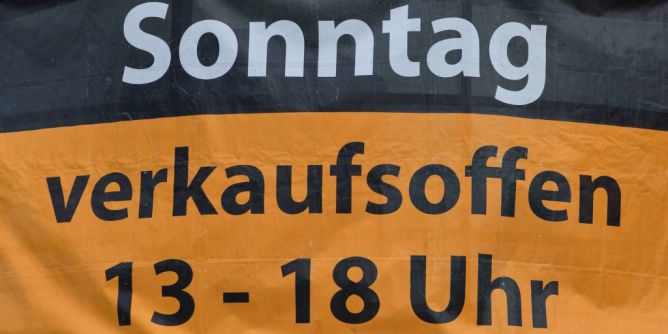 Sonntag
verkaufsoffen
13 - 18 Uhr